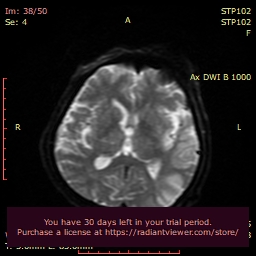 Im: 38/50
Se: 4
A
STP102
STP102
F
Ax DWI B 1000
R
L
You have 30 days left in your trial period.
Purchase a license at https://radiantviewer.com/store/